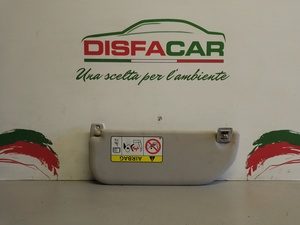 DISFACAR
Una scelta per l'ambiente
AIRBAG